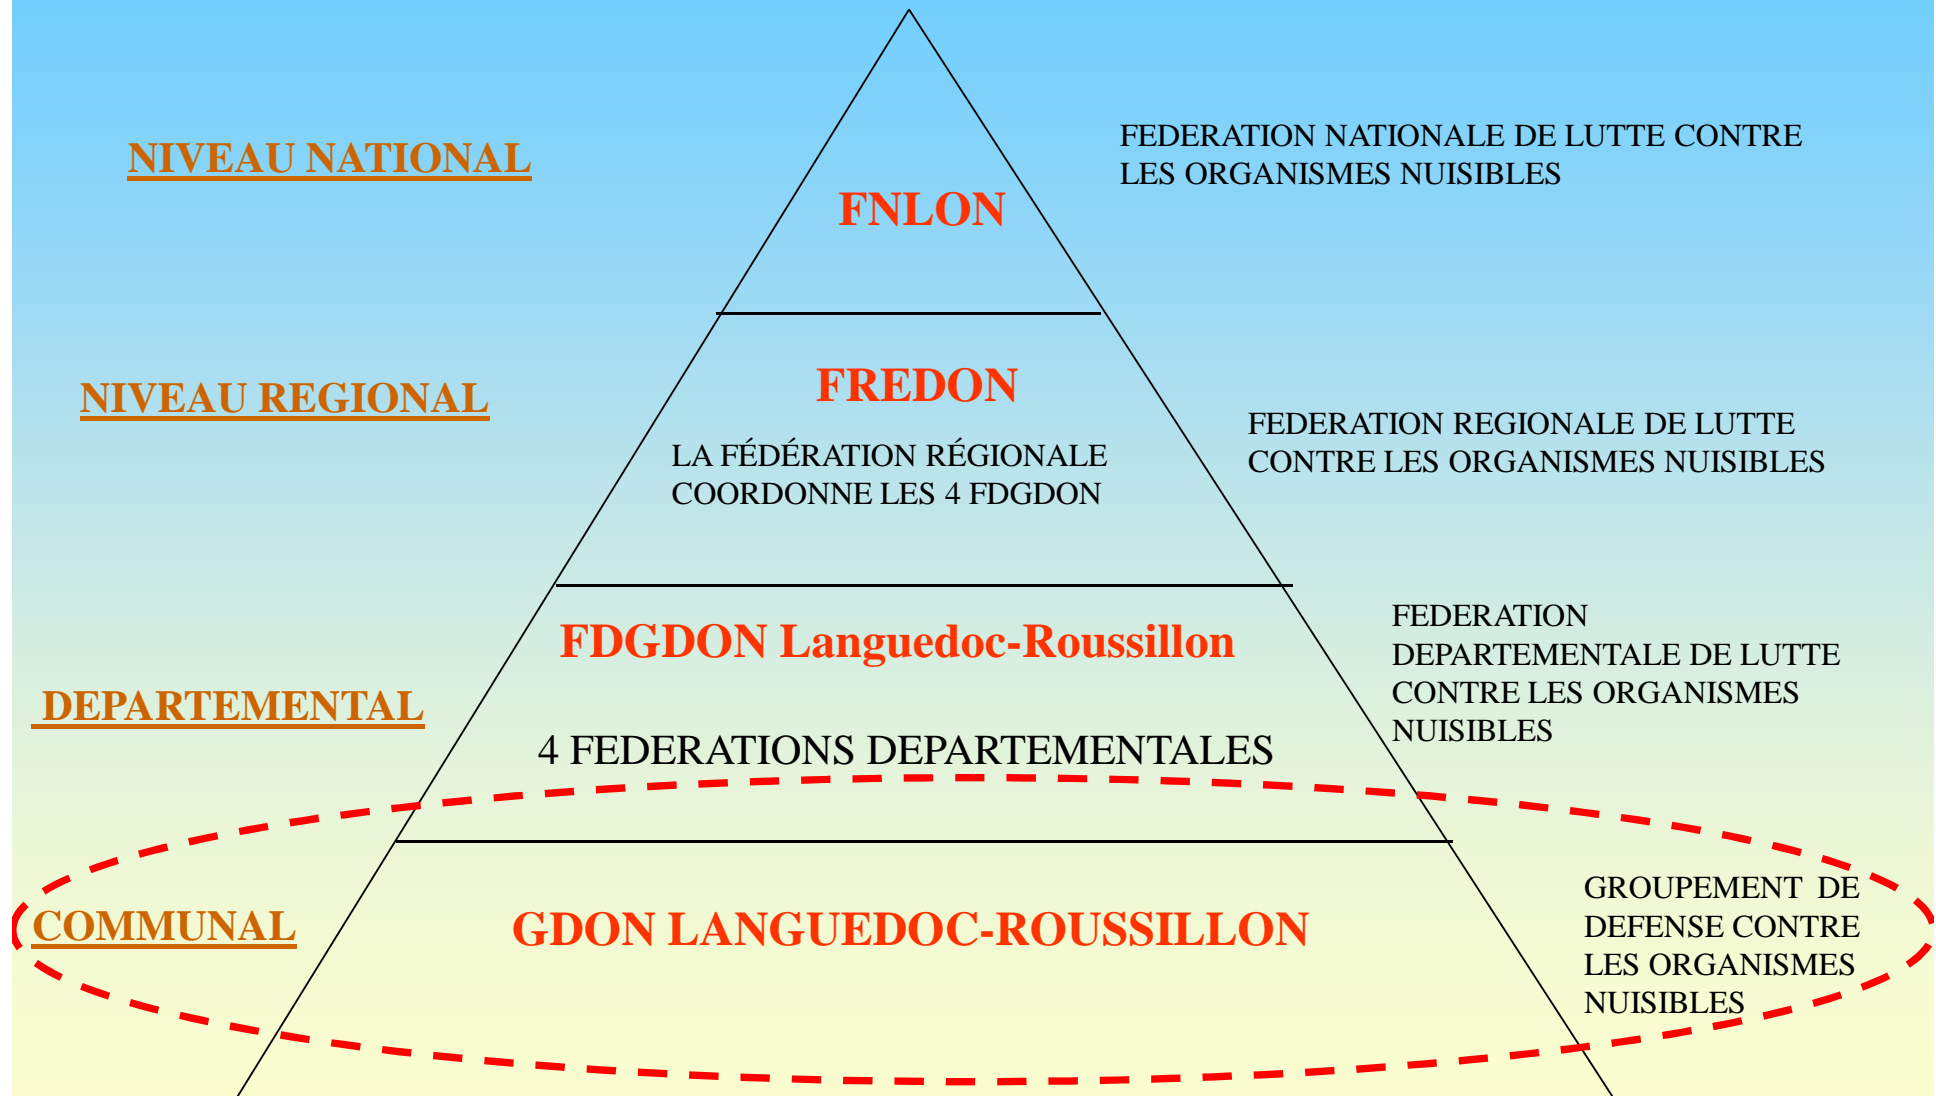 NIVEAU NATIONAL
FNLON
FEDERATION NATIONALE DE LUTTE CONTRE
LES ORGANISMES NUISIBLES
NIVEAU REGIONAL
FREDON
LA FÉDÉRATION RÉGIONALE
COORDONNE LES 4 FDGDON
FEDERATION REGIONALE DE LUTTE
CONTRE LES ORGANISMES NUISIBLES
DEPARTEMENTAL
FDGDON Languedoc-Roussillon
4 FEDERATIONS DEPARTEMENTALES
FEDERATION
DEPARTEMENTALE DE LUTTE
CONTRE LES ORGANISMES
NUISIBLES
COMMUNAL
GDON LANGUEDOC-ROUSSILLON
GROUPEMENT DE
DEFENSE CONTRE
LES ORGANISMES
NUISIBLES